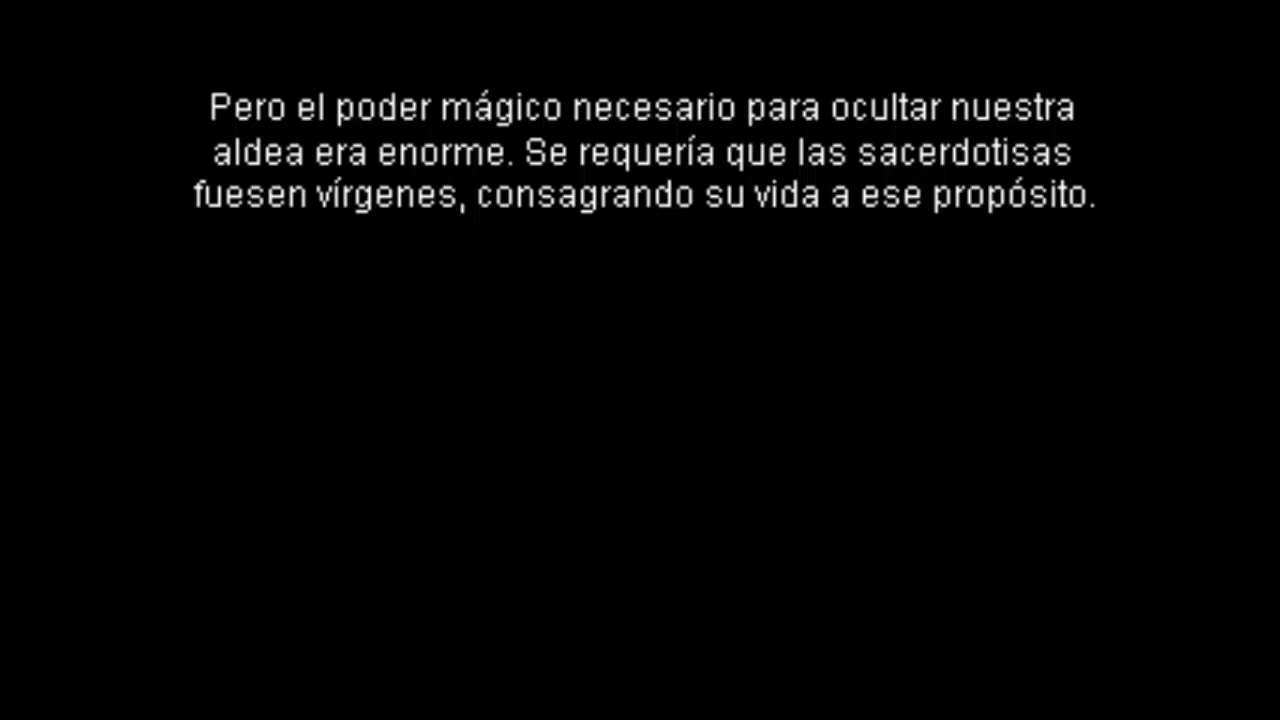 Pero el poder mágico necesario para ocultar nuestra
aldea era enorme. Se requería que las sacerdotisas
fuesen vírgenes, consagrando su vida a ese propósito.